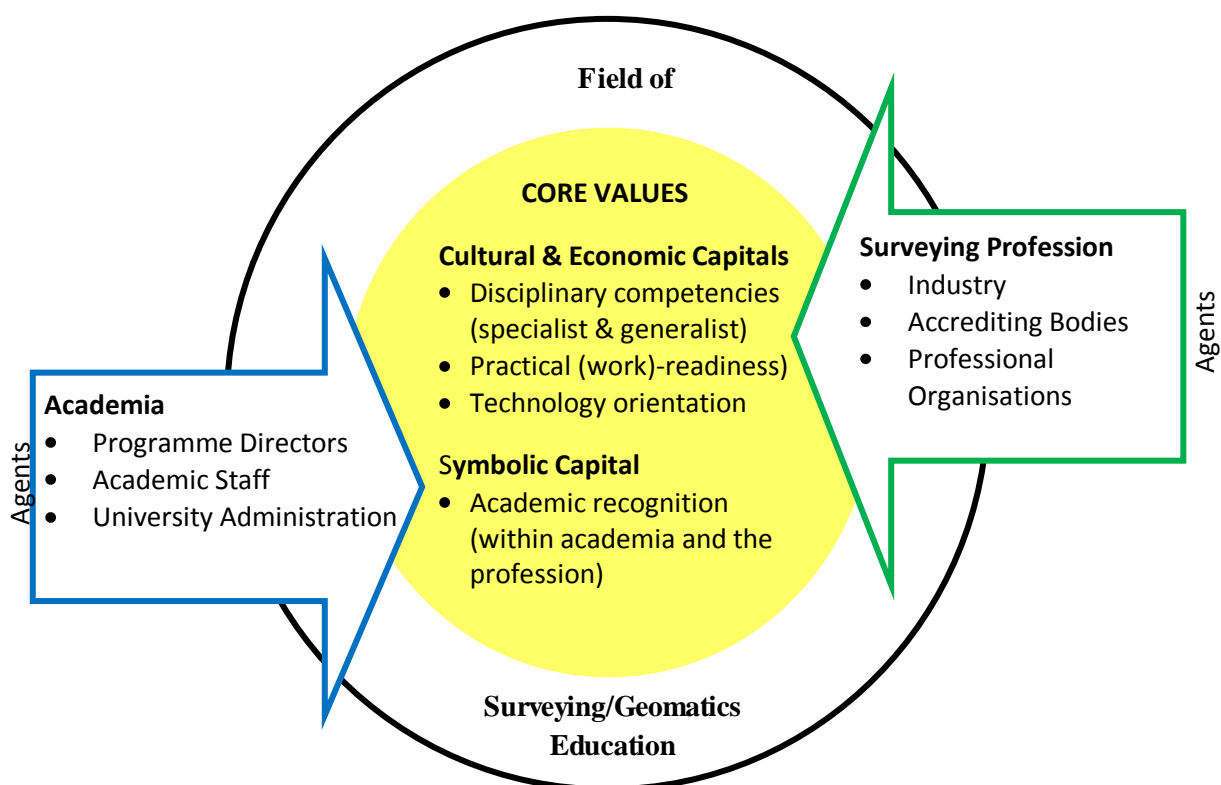 Field of
CORE VALUES
Cultural & Economic Capitals
• Disciplinary competencies
(specialist & generalist)
• Practical (work)-readiness)
• Technology orientation
Symbolic Capital
• Academic recognition
(within academia and the
profession)
Academia
• Programme Directors
• Academic Staff
• University Administration
Agents
Surveying Profession
• Industry
• Accrediting Bodies
• Professional
Organisations
Agents
Surveying/Geomatics
Education